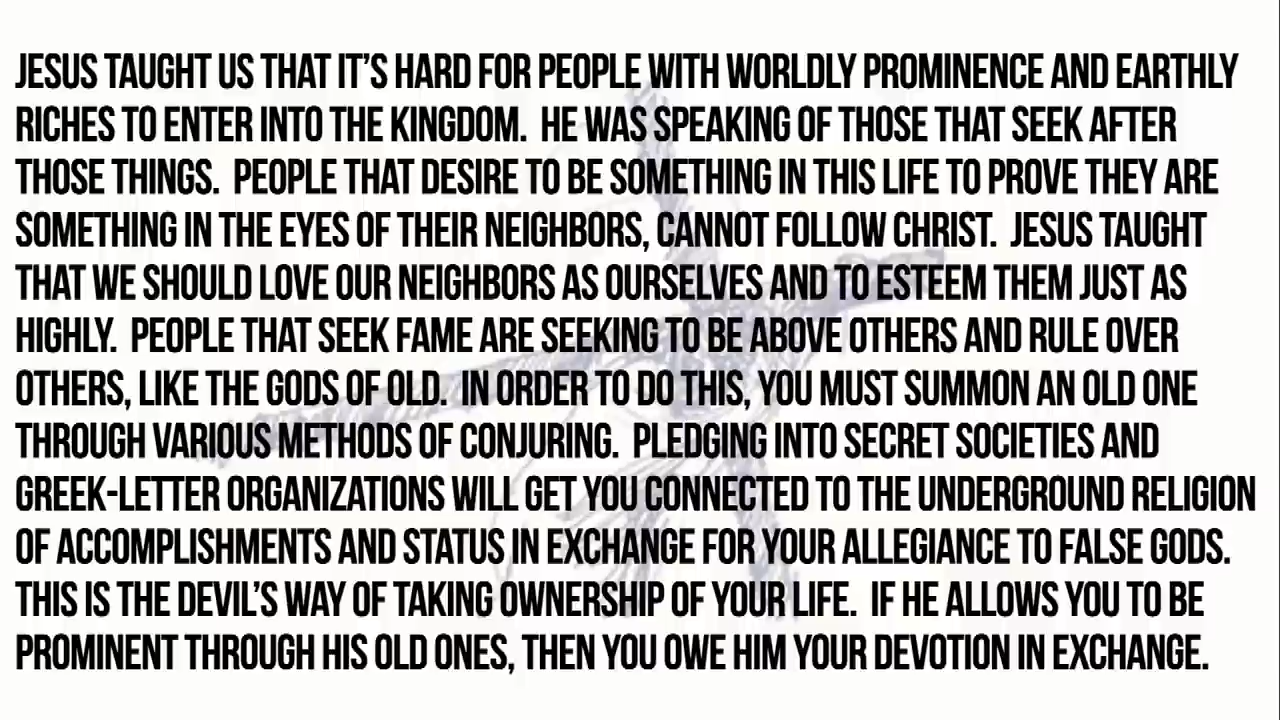 JESUS TAUGHT US THAT IT’S HARD FOR PEOPLE WITH WORLDLY PROMINENCE AND EARTHLY
RICHES TO ENTER INTO THE KINGDOM.  HE WAS SPEAKING OF THOSE THAT SEEK AFTER
THOSE THINGS.  PEOPLE THAT DESIRE TO BE SOMETHING IN THIS LIFE TO PROVE THEY ARE
SOMETHING IN THE EYES OF THEIR NEIGHBORS, CANNOT FOLLOW CHRIST.  JESUS TAUGHT
THAT WE SHOULD LOVE OUR NEIGHBORS AS OURSELVES AND TO ESTEEM THEM JUST AS
HIGHLY.  PEOPLE THAT SEEK FAME ARE SEEKING TO BE ABOVE OTHERS AND RULE OVER
OTHERS, LIKE THE GODS OF OLD.  IN ORDER TO DO THIS, YOU MUST SUMMON AN OLD ONE
THROUGH VARIOUS METHODS OF CONJURING.  PLEDGING INTO SECRET SOCIETIES AND
GREEK-LETTER ORGANIZATIONS WILL GET YOU CONNECTED TO THE UNDERGROUND RELIGION
OF ACCOMPLISHMENTS AND STATUS IN EXCHANGE FOR YOUR ALLEGIANCE TO FALSE GODS.
THIS IS THE DEVIL’S WAY OF TAKING OWNERSHIP OF YOUR LIFE.  IF HE ALLOWS YOU TO BE
PROMINENT THROUGH HIS OLD ONES, THEN YOU OWE HIM YOUR DEVOTION IN EXCHANGE.